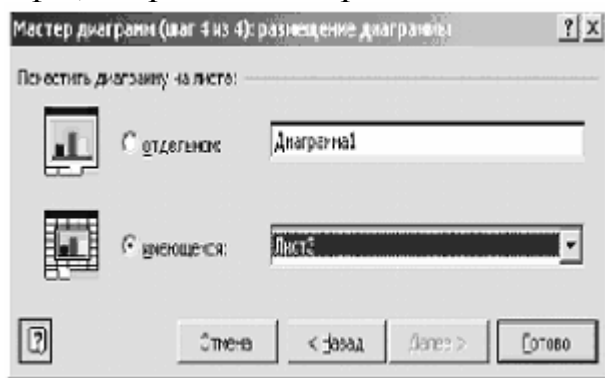 Мастер диаграмм (шаг 4 из 4): размещение диаграммы ? X
Поместить диаграмму на листе:
отдельном: Диаграмма1
имеющемся:
? Отмена < Назад Далее > Готово